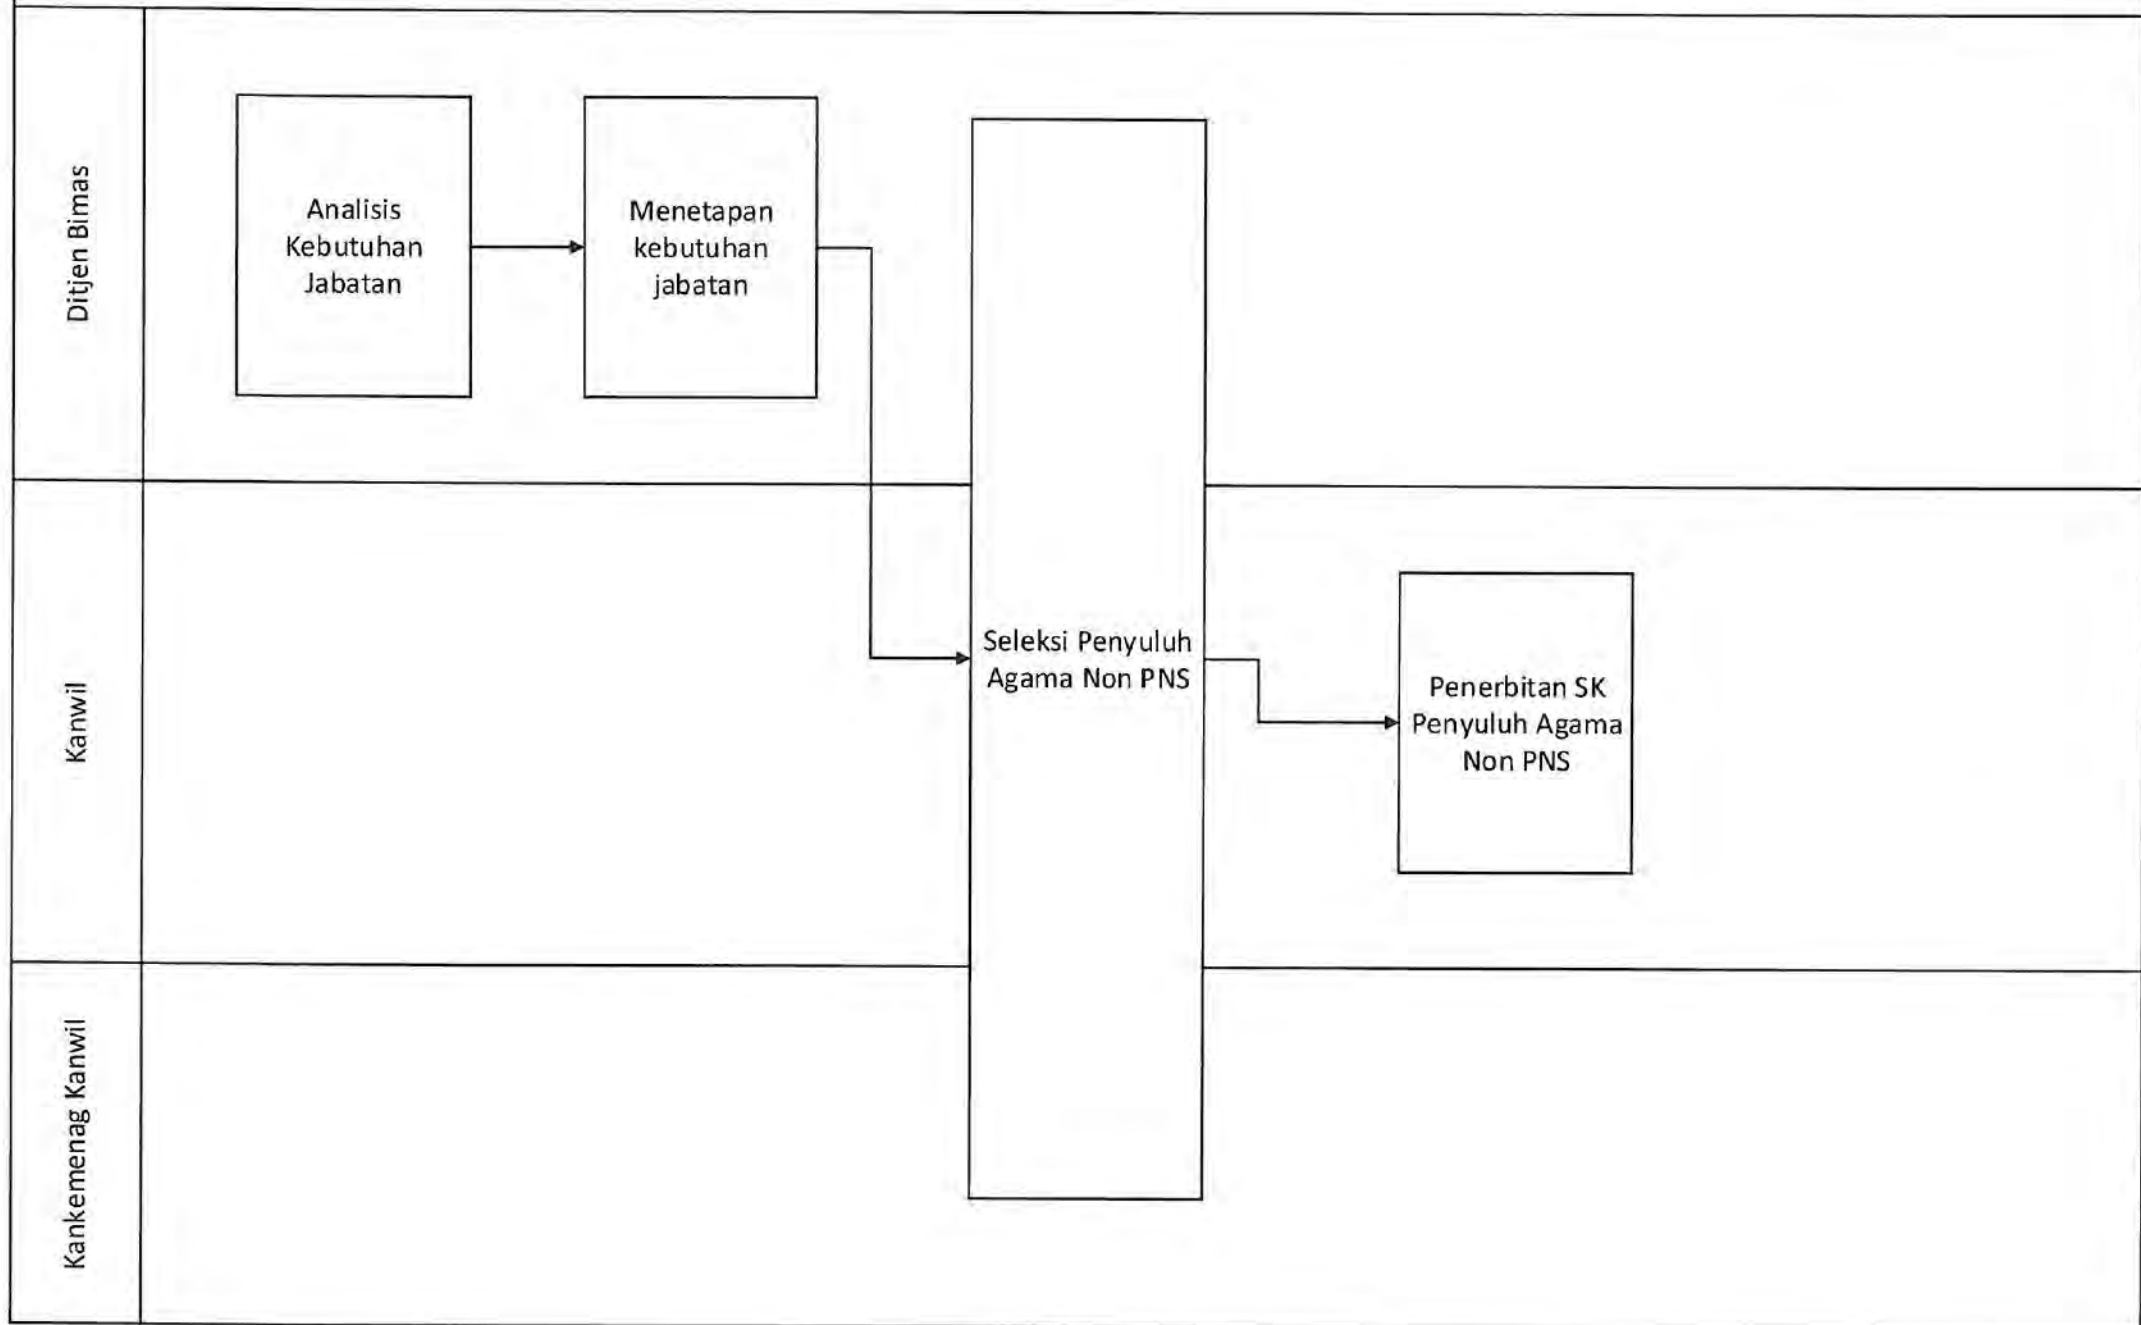 Ditjen Bimas
Analisis
Kebutuhan
Jabatan
Menetapan
kebutuhan
jabatan
Kanwil
Seleksi Penyuluh
Agama Non PNS
Penerbitan SK
Penyuluh Agama
Non PNS
Kankemenag Kanwil